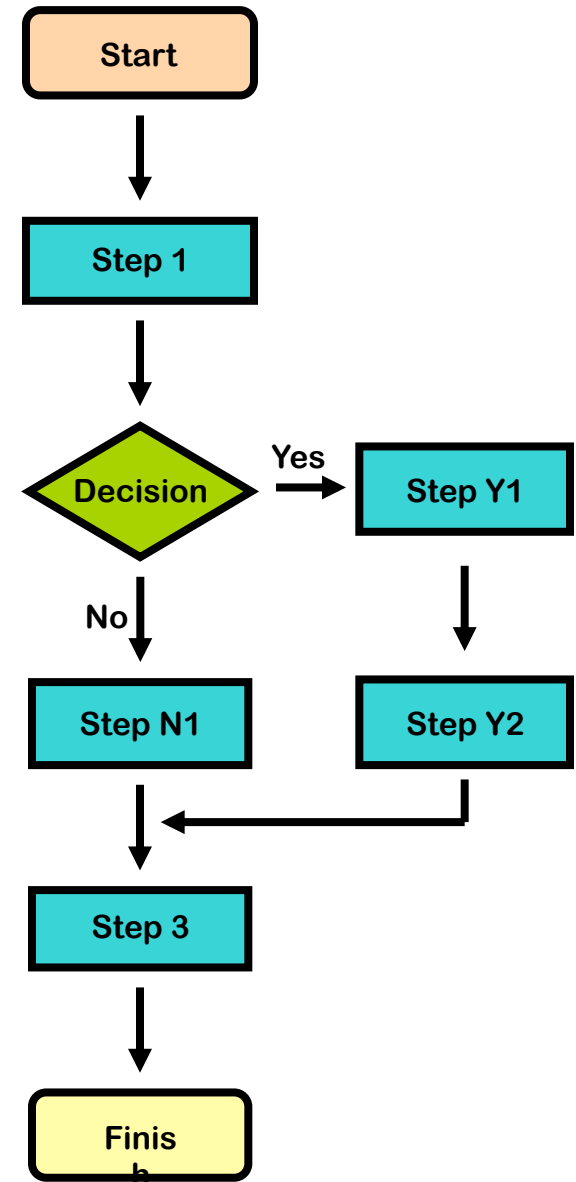 Start
Step 1
Decision
Yes
Step Y1
No
Step N1
Step Y2
Step 3
Finis
h